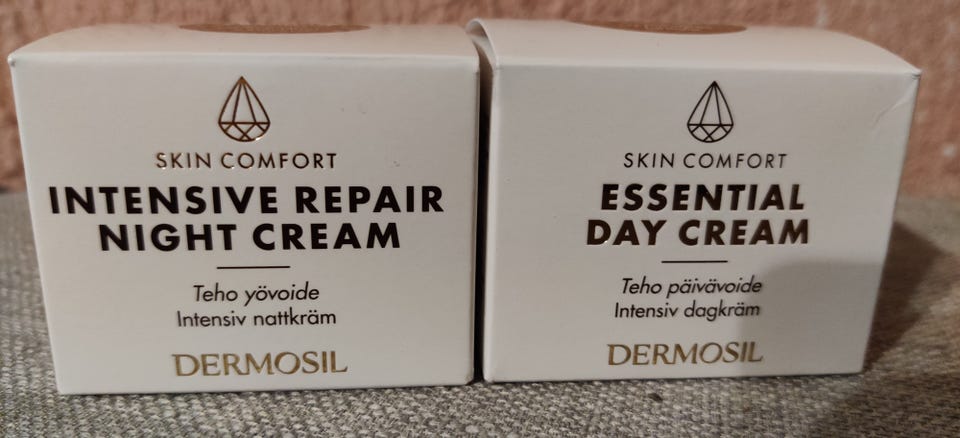 SKIN COMFORT
INTENSIVE REPAIR
NIGHT CREAM
Teho yövoide
Intensiv nattkräm
DERMOSIL
SKIN COMFORT
ESSENTIAL
DAY CREAM
Teho päivävoide
Intensiv dagkräm
DERMOSIL